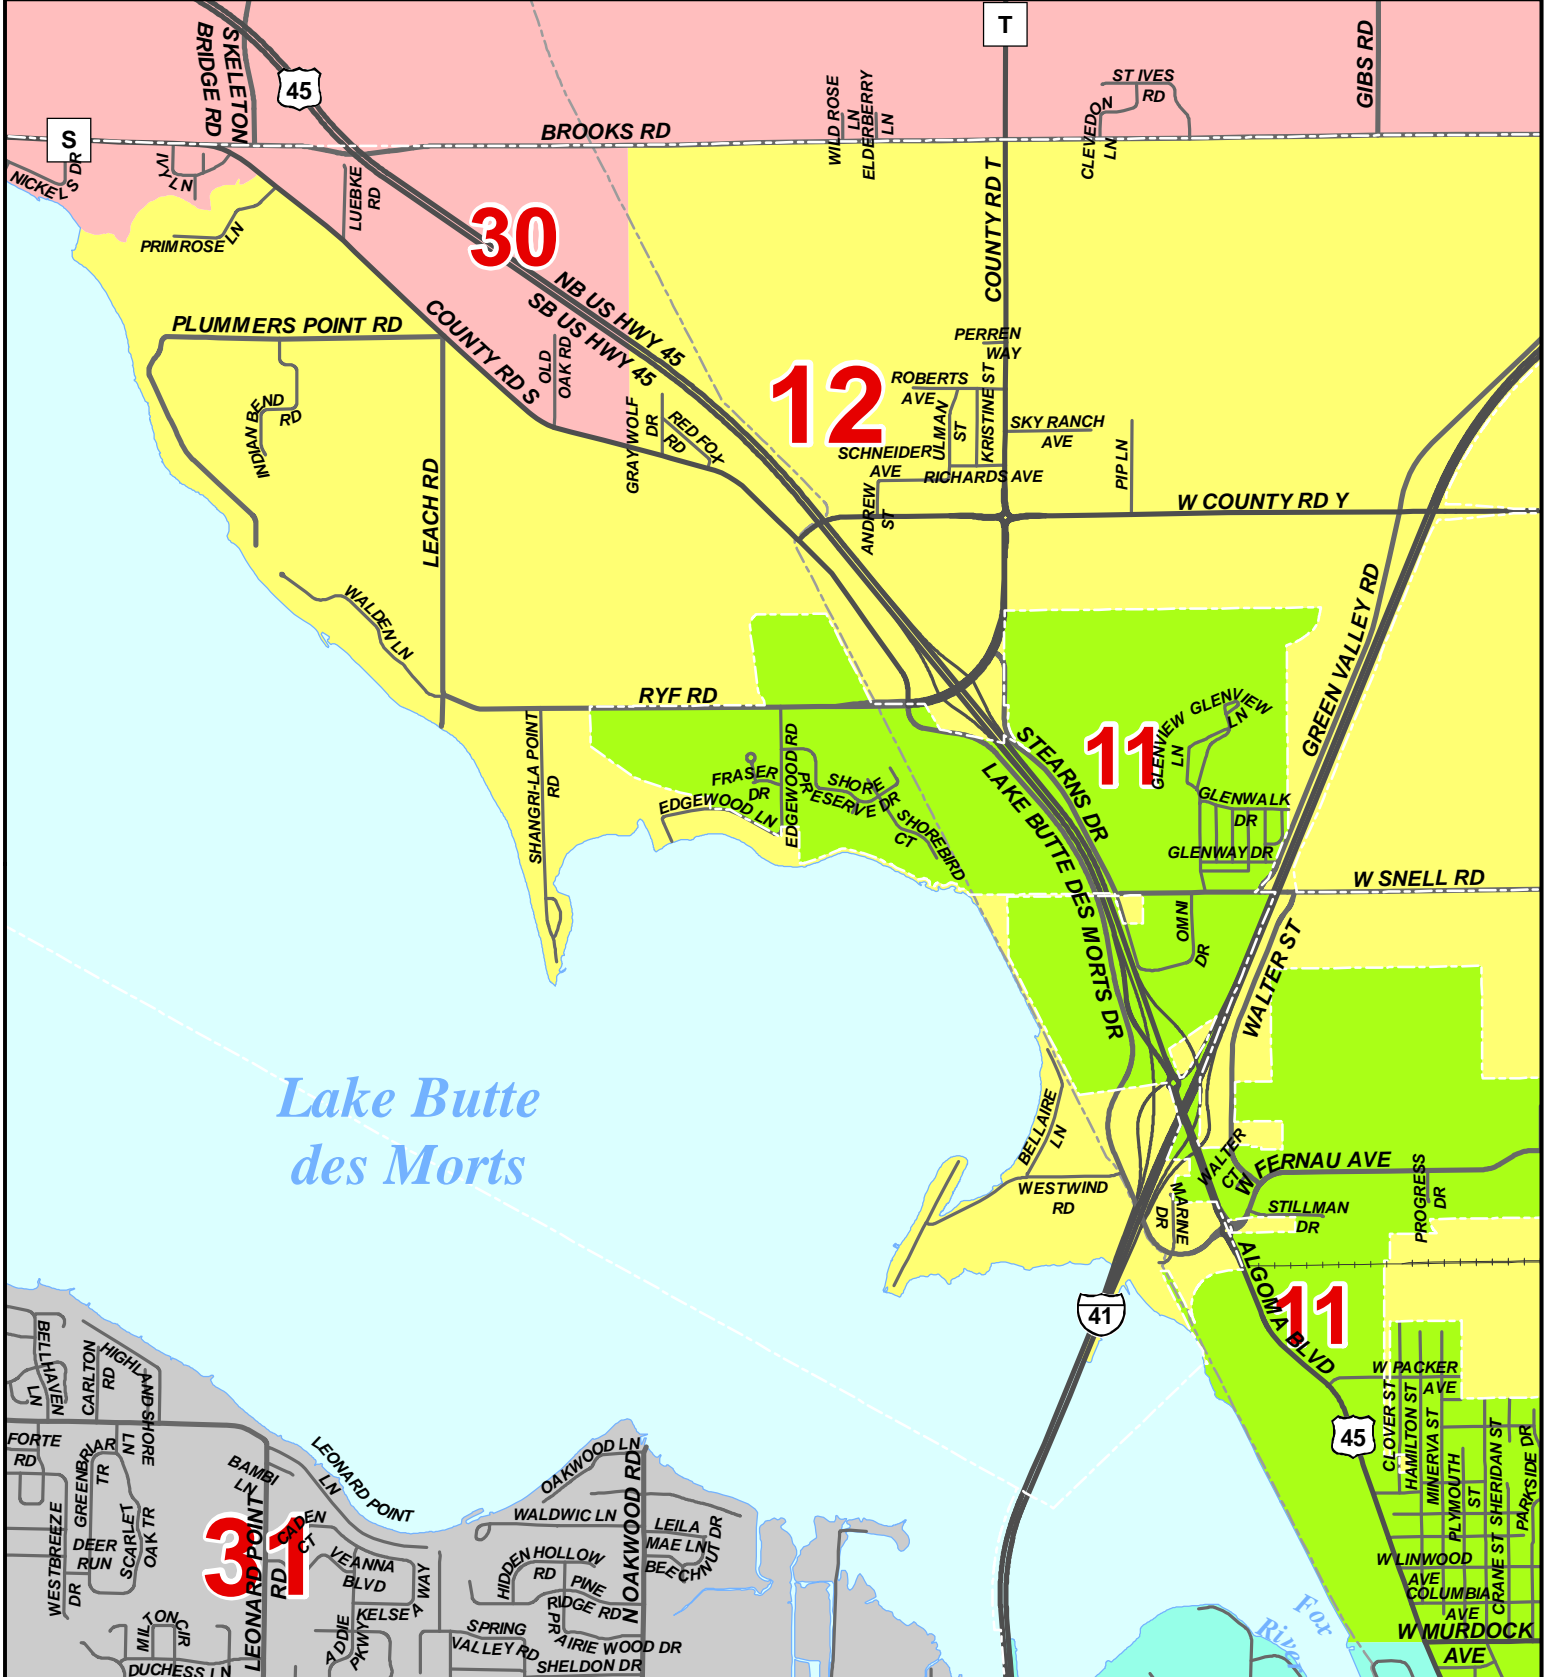 T
SKELETON
BRIDGE RD
45
S
BROOKS RD
WILD ROSE
LN
ELDERBERRY
LN
ST IVES
RD
CLEVEDON
LN
GIBS RD
NICKELS DR
IVY LN
LUEBKE
RD
PRIMROSE LN
30
NB US HWY 45
SB US HWY 45
COUNTY RD T
PLUMMERS POINT RD
COUNTY RD S
OLD
OAK RD
INDIAN BEND
RD
LEACH RD
GRAYWOLF
DR
RED FOX
RD
12
PERREN
WAY
ROBERTS
AVE
ULMAN
ST
KRISTINE ST
SKY RANCH
AVE
SCHNEIDER
AVE
RICHARDS AVE
PIP LN
ANDREW
ST
W COUNTY RD Y
WALDEN LN
GREEN VALLEY RD
RYF RD
SHANGRI-LA POINT
RD
FRASER
DR
EDGEWOOD RD
EDGEWOOD LN
SHORE
PRESERVE DR
SHOREBIRD
CT
STEARNS DR
LAKE BUTTE DES MORTS DR
11
GLENVIEW
LN
GLENVIEW
LN
GLENWALK
DR
GLENWAY DR
W SNELL RD
OMNI
DR
WALTER ST
Lake Butte
des Morts
BELLAIRE
LN
WESTWIND
RD
MARINE
DR
WALTER
CT
W FERNAU AVE
STILLMAN
DR
PROGRESS
DR
41
ALGOMA BLVD
11
45
W PACKER
AVE
CLOVER ST
HAMILTON ST
MINERVA ST
PLYMOUTH
ST
SHERIDAN ST
CRANE ST
PARKSIDE DR
W LINWOOD
AVE
COLUMBIA
AVE
W MURDOCK
AVE
Fox
River
BELLHAVEN
LN
CARLTON
RD
HIGHLAND SHORE
LN
FORTE
RD
GREENBRIAR
TR
BAMBI
LN
LEONARD POINT
LN
WESTBREEZE
DR
DEER
RUN
SCARLET
OAK TR
31
LEONARD POINT
RD
CADEN
CT
VEANNA
BLVD
KELSEA WAY
ADDIE
PKWY
MILTON CIR
DUCHESS LN
OAKWOOD LN
N OAKWOOD RD
WALDWIC LN
LEILA
MAE LN
BEECHNUT DR
HIDDEN HOLLOW
RD
PINE
RIDGE RD
PRAIRIE WOOD DR
SPRING
VALLEY RD
SHELDON DR